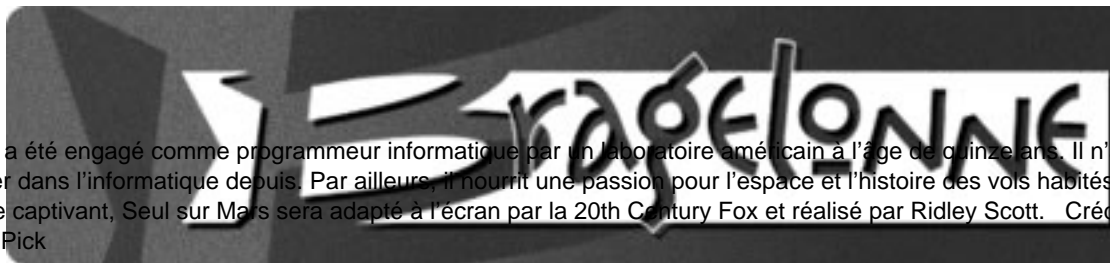 BRAGELONNE
a été engagé comme programmeur informatique par un laboratoire américain à l'âge de quinze ans. Il n'
er dans l'informatique depuis. Par ailleurs, il nourrit une passion pour l'espace et l'histoire des vols habités
e captivant, Seul sur Mars sera adapté à l'écran par la 20th Century Fox et réalisé par Ridley Scott. Créd
Pick